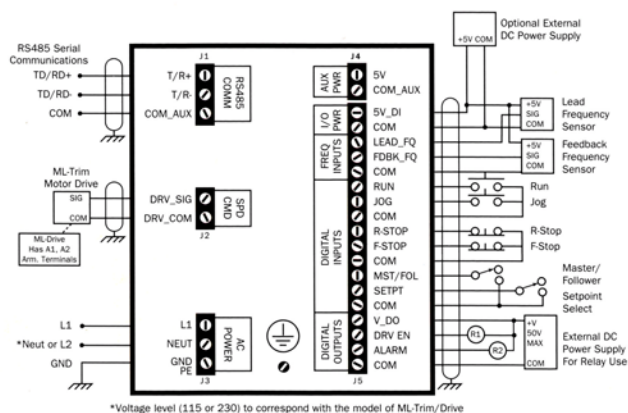 Optional External
DC Power Supply
+5V COM
RS485 Serial
Communications
TD/RD+
TD/RD-
COM
J1
T/R+
T/R-
COM_AUX
RS485
COMM
J4
AUX
PWR
5V
COM_AUX
I/O
PWR
5V_DI
COM
FREQ
INPUTS
LEAD_FQ
FDBK_FQ
COM
DIGITAL
INPUTS
RUN
JOG
COM
R-STOP
F-STOP
COM
MST/FOL
SETPT
COM
DIGITAL
OUTPUTS
V_DO
DRV EN
ALARM
COM
J5
+5V
SIG
COM
Lead
Frequency
Sensor
+5V
SIG
COM
Feedback
Frequency
Sensor
Run
Jog
R-Stop
F-Stop
Master/
Follower
Setpoint
Select
R1
R2
+V
50V
MAX
COM
External DC
Power Supply
For Relay Use
ML-Trim
Motor Drive
SIG
COM
ML-Drive
Has A1, A2
Arm. Terminals
DRV_SIG
DRV_COM
SPD
CMD
J2
L1
*Neut or L2
GND
L1
NEUT
GND
PE
AC
POWER
J3
*Voltage level (115 or 230) to correspond with the model of ML-Trim/Drive